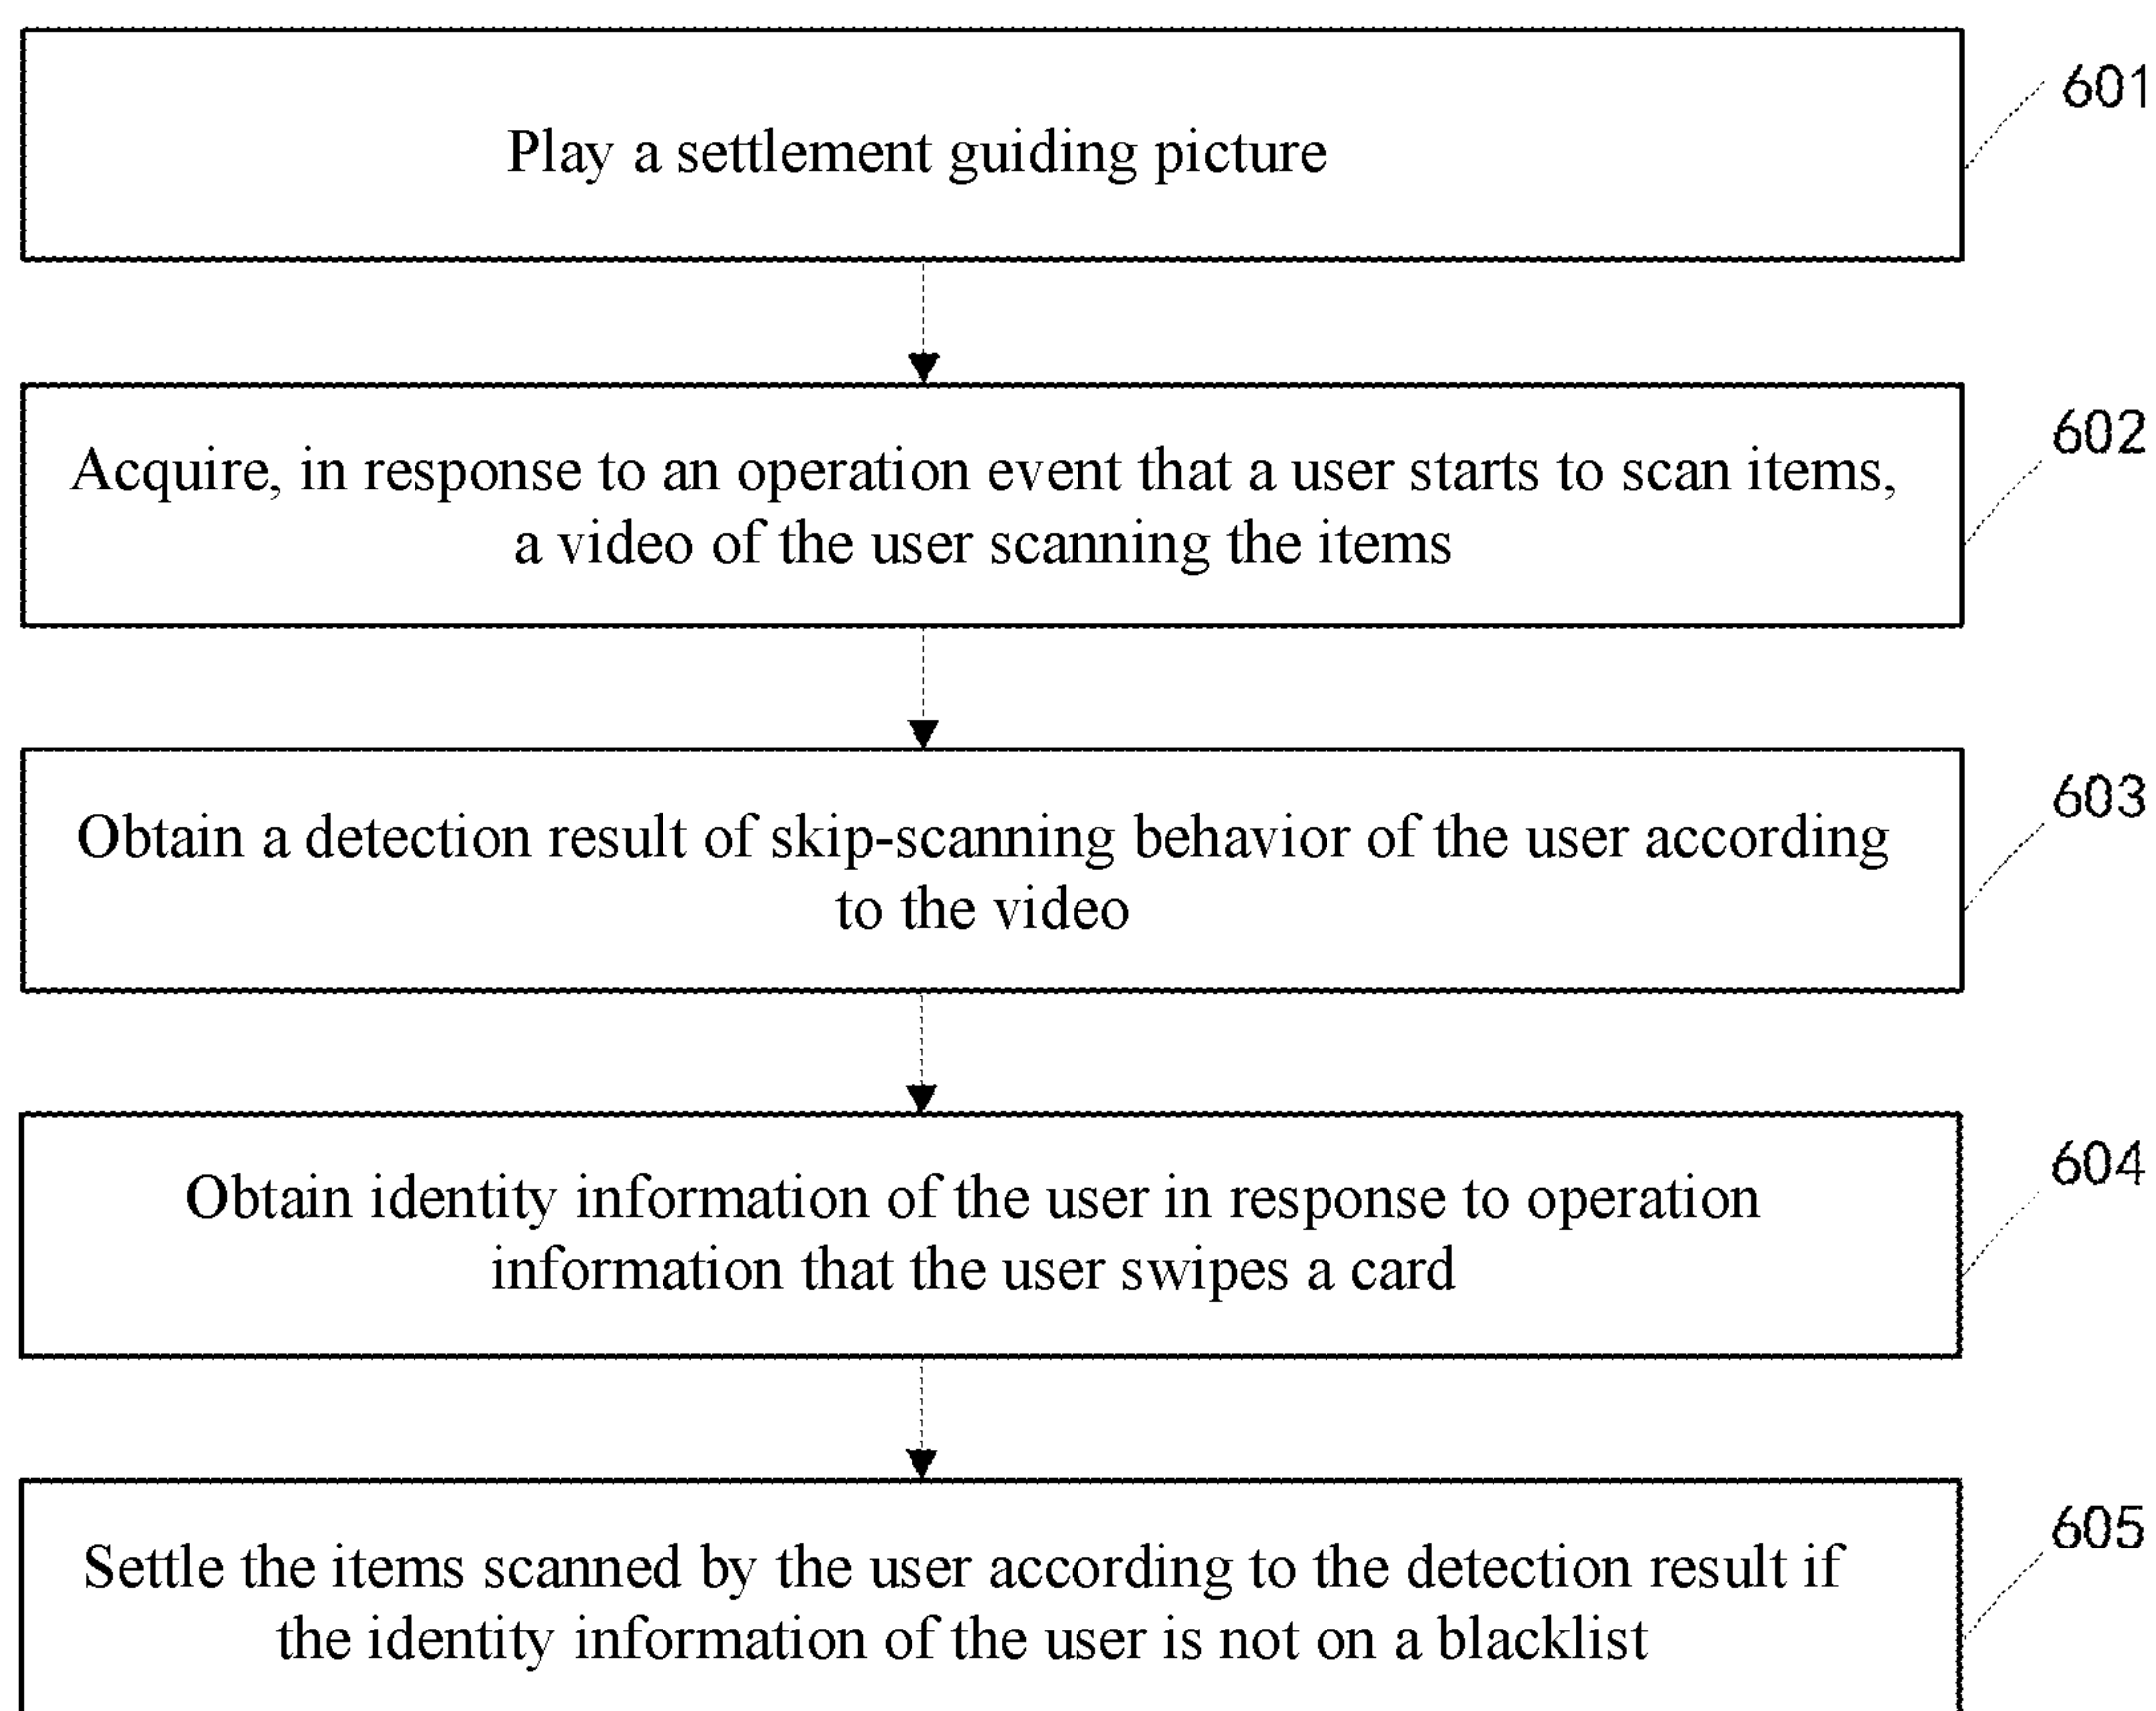 Play a settlement guiding picture
601
Acquire, in response to an operation event that a user starts to scan items,
a video of the user scanning the items
602
Obtain a detection result of skip-scanning behavior of the user according
to the video
603
Obtain identity information of the user in response to operation
information that the user swipes a card
604
Settle the items scanned by the user according to the detection result if
the identity information of the user is not on a blacklist
605